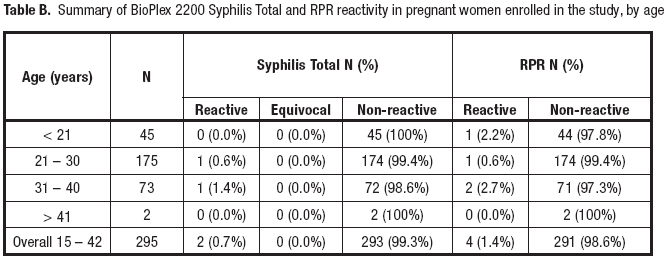 Table B. Summary of BioPlex 2200 Syphilis Total and RPR reactivity in pregnant women enrolled in the study, by age
Age (years) N Syphilis Total N (%) RPR N (%)
Reactive Equivocal Non-reactive Reactive Non-reactive
< 21 45 0 (0.0%) 0 (0.0%) 45 (100%) 1 (2.2%) 44 (97.8%)
21 – 30 175 1 (0.6%) 0 (0.0%) 174 (99.4%) 1 (0.6%) 174 (99.4%)
31 – 40 73 1 (1.4%) 0 (0.0%) 72 (98.6%) 2 (2.7%) 71 (97.3%)
> 41 2 0 (0.0%) 0 (0.0%) 2 (100%) 0 (0.0%) 2 (100%)
Overall 15 – 42 295 2 (0.7%) 0 (0.0%) 293 (99.3%) 4 (1.4%) 291 (98.6%)